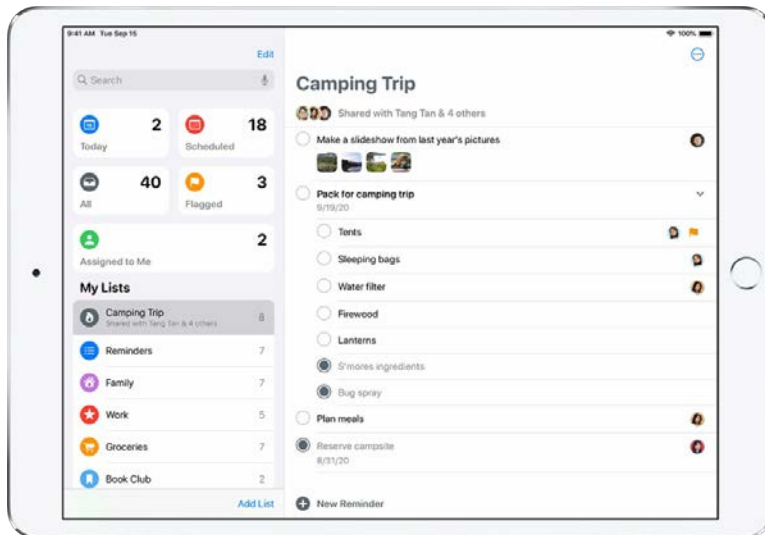 9:41 AM Tue Sep 15
100%
Edit
Search
2
Today
18
Scheduled
40
All
3
Flagged
2
Assigned to Me
My Lists
Camping Trip
Shared with Tang Tan & 4 others
8
Reminders
7
Family
7
Work
5
Groceries
7
Book Club
2
Add List
Camping Trip
Shared with Tang Tan & 4 others
Make a slideshow from last year's pictures
Pack for camping trip
9/19/20
Tents
Sleeping bags
Water filter
Firewood
Lanterns
S'mores ingredients
Bug spray
Plan meals
Reserve campsite
8/31/20
New Reminder